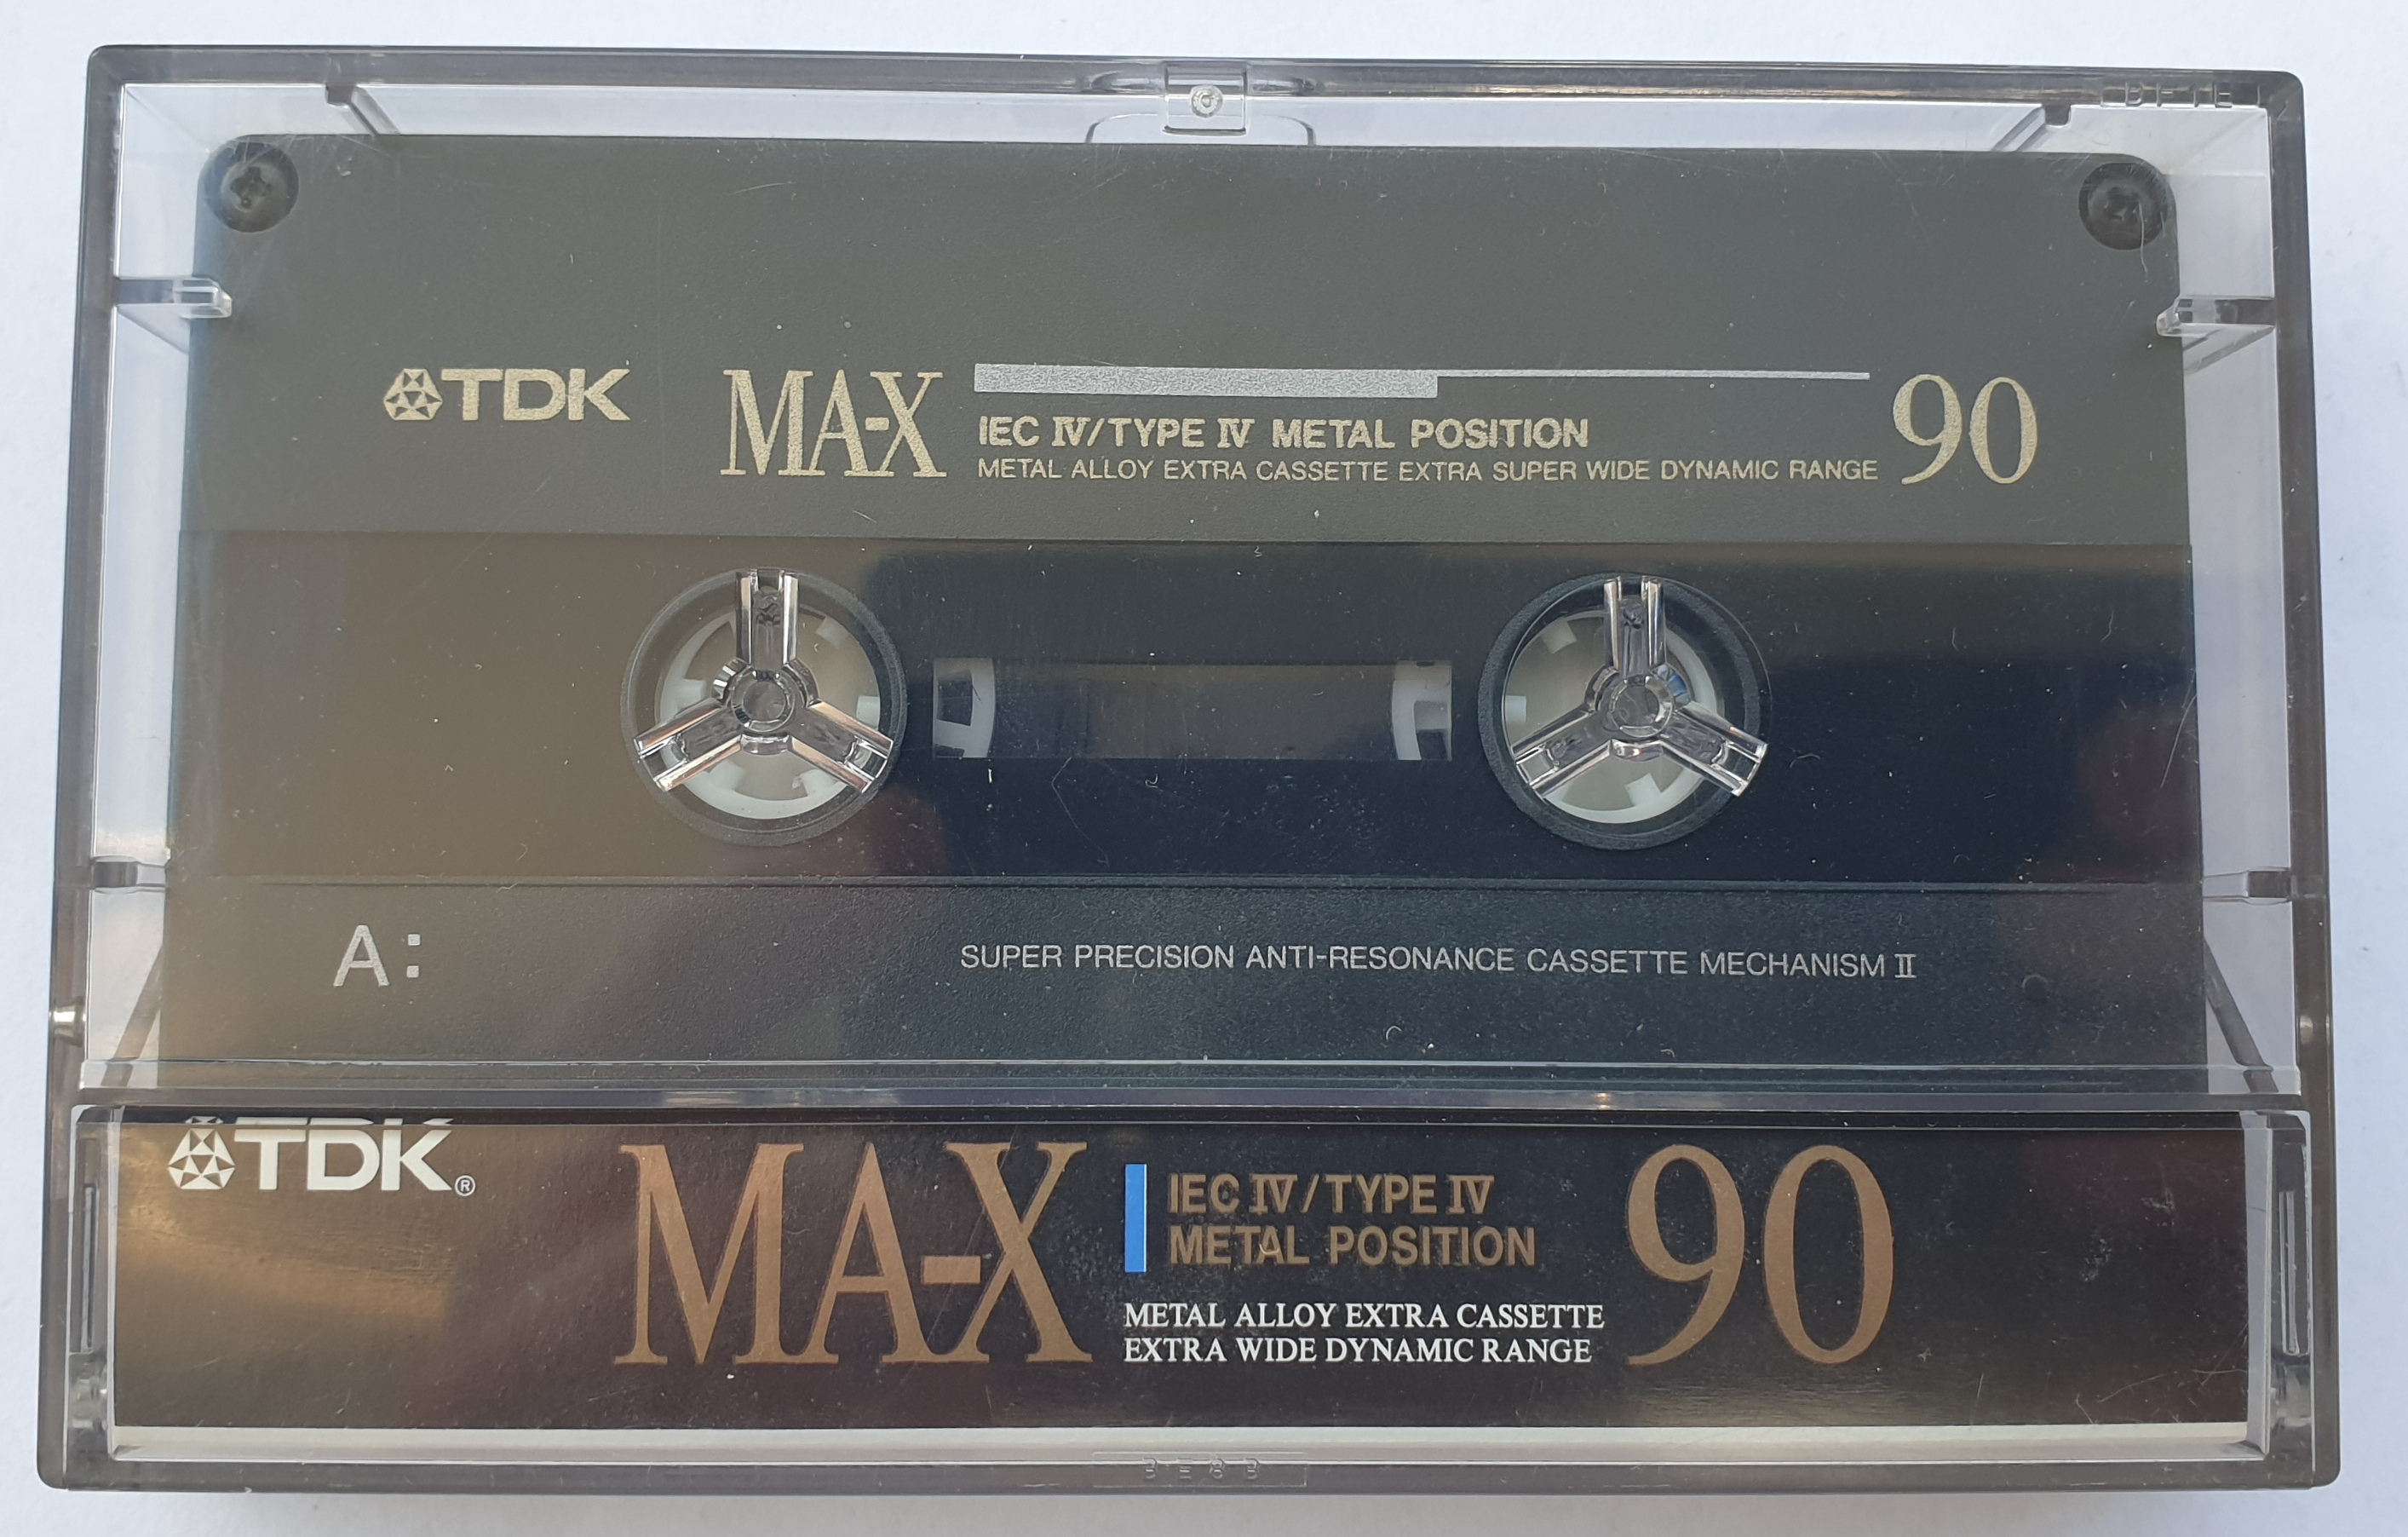 TDK MA-X 90
IEC IV/TYPE IV METAL POSITION
METAL ALLOY EXTRA CASSETTE EXTRA SUPER WIDE DYNAMIC RANGE
A:
SUPER PRECISION ANTI-RESONANCE CASSETTE MECHANISM II
TDK® MA-X 90
IEC IV/TYPE IV
METAL POSITION
METAL ALLOY EXTRA CASSETTE
EXTRA WIDE DYNAMIC RANGE